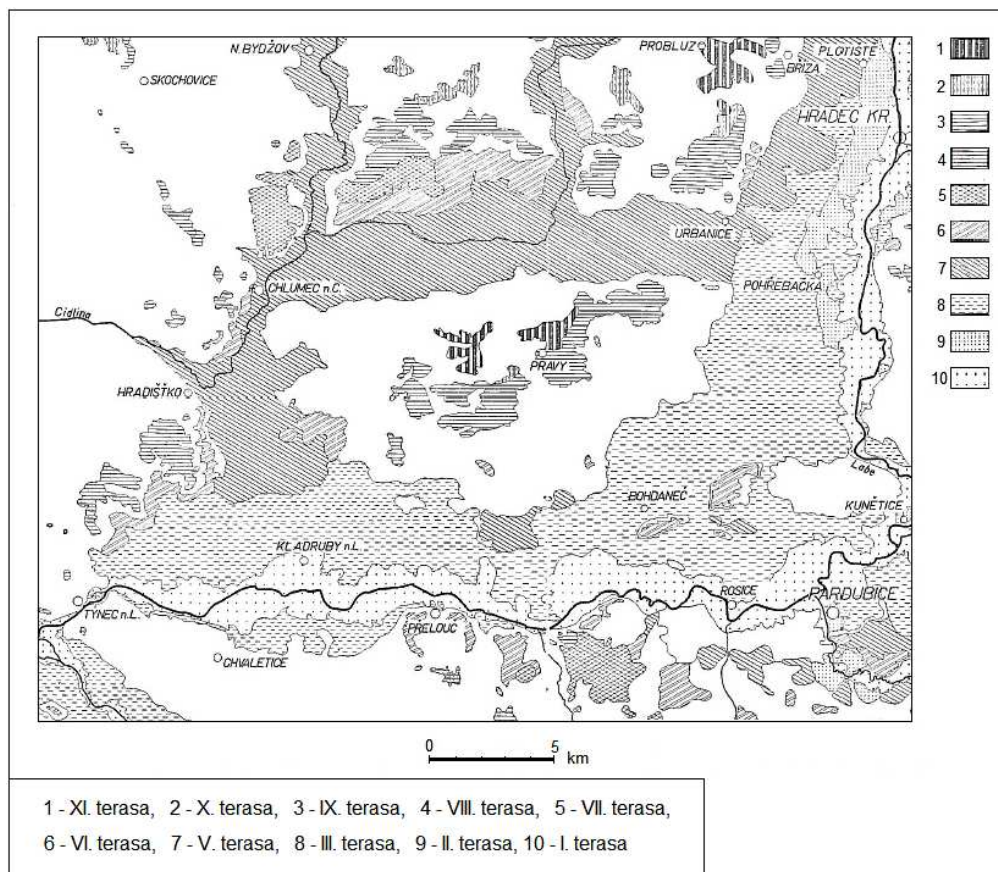 N. BYDŽOV
SKOCHOVICE
PROBLUZ
BŘÍZA
PLOTIŠTĚ
HRADEC KR.
URBANICE
POHŘEBAČKA
CHLUMEC n.C.
Cidlina
PRAVY
HRADIŠŤKO
Labe
BOHDANEČ
KUNĚTICE
KLADRUBY n.L.
TÝNEC n.L.
PŘELOUČ
ROSICE
PARDUBICE
CHVALETICE
1
2
3
4
5
6
7
8
9
10
0 5 km
1 - XI. terasa, 2 - X. terasa, 3 - IX. terasa, 4 - VIII. terasa, 5 - VII. terasa,
6 - VI. terasa, 7 - V. terasa, 8 - III. terasa, 9 - II. terasa, 10 - I. terasa